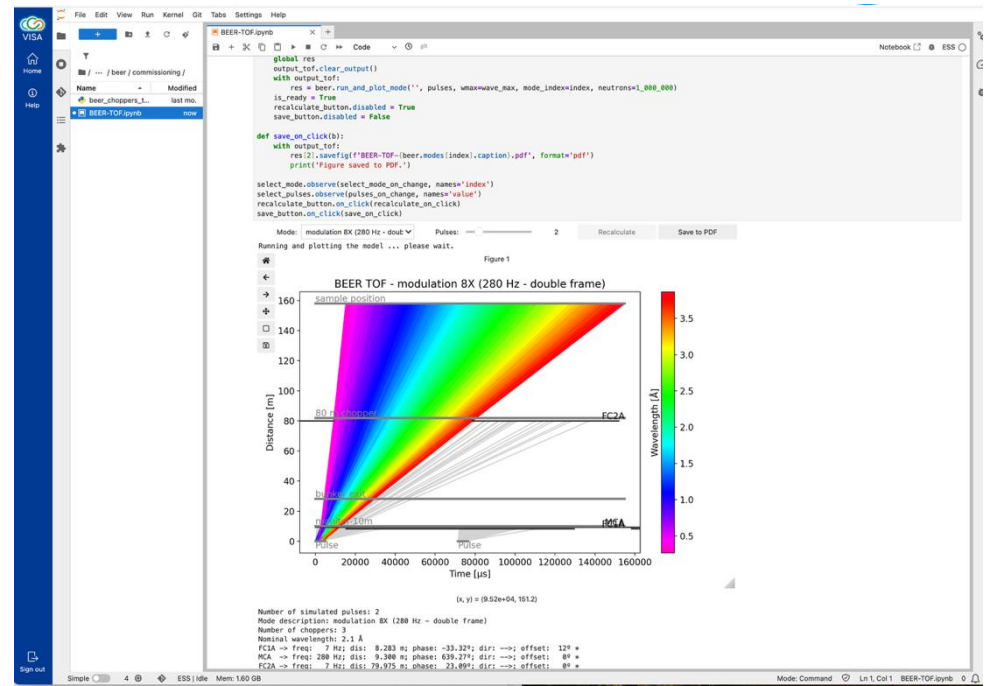 VISA
Home
Help
Sign out
File Edit View Run Kernel Git Tabs Settings Help
/ ··· / beer / commissioning /
Name Modified
beer_choppers_t... last mo.
BEER-TOF.ipynb now
BEER-TOF.ipynb
Code
Notebook
ESS
global res
output_tof.clear_output()
with output_tof:
res = beer.run_and_plot_mode('', pulses, wmax=wave_max, mode_index=index, neutrons=1_000_000)
is_ready = True
recalculate_button.disabled = True
save_button.disabled = False
def save_on_click(b):
with output_tof:
res[2].savefig(f'BEER-TOF-{beer.modes[index].caption}.pdf', format='pdf')
print('Figure saved to PDF.')
select_mode.observe(select_mode_on_change, names='index')
select_pulses.observe(pulses_on_change, names='value')
recalculate_button.on_click(recalculate_on_click)
save_button.on_click(save_on_click)
Mode: modulation 8X (280 Hz - doub Pulses: 2 Recalculate Save to PDF
Running and plotting the model ... please wait.
Figure 1
BEER TOF - modulation 8X (280 Hz - double frame)
160
140
120
100
80
60
40
20
0
Distance [m]
sample position
80 m chopper
FC2A
MCA
Pulse
Pulse
0 20000 40000 60000 80000 100000 120000 140000 160000
Time [µs]
3.5
3.0
2.5
2.0
1.5
1.0
0.5
Wavelength [Å]
(x, y) = (9.52e+04, 151.2)
Number of simulated pulses: 2
Mode description: modulation 8X (280 Hz - double frame)
Number of choppers: 3
Nominal wavelength: 2.1 Å
FC1A -> freq: 7 Hz; dis: 8.283 m; phase: -33.32º; dir: -->; offset: 12º *
MCA -> freq: 280 Hz; dis: 9.300 m; phase: 639.27º; dir: -->; offset: 0º *
FC2A -> freq: 7 Hz; dis: 79.975 m; phase: 23.09º; dir: -->; offset: 0º *
Simple 4 ESS | Idle Mem: 1.60 GB
Mode: Command Ln 1, Col 1 BEER-TOF.ipynb 0